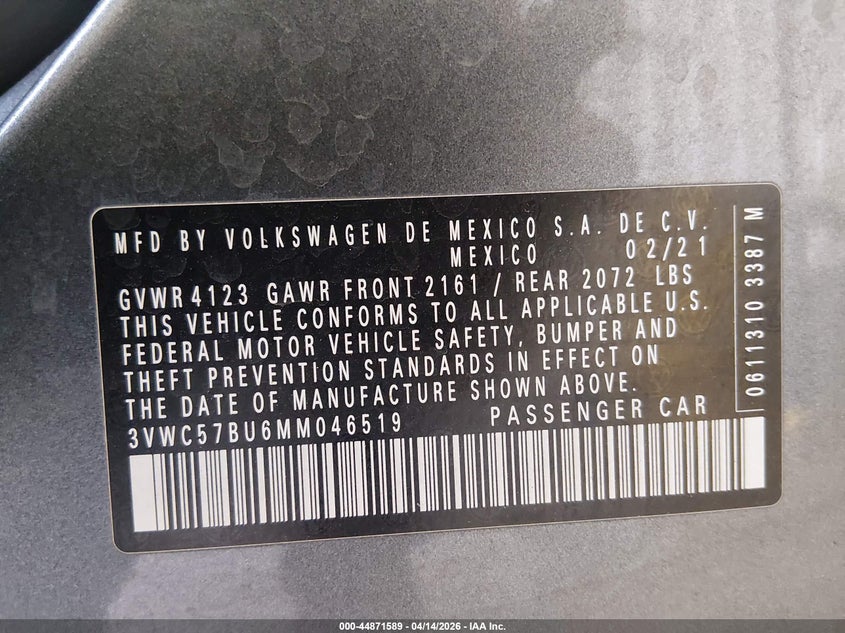 MFD BY VOLKSWAGEN DE MEXICO S.A. DE C.V.
MEXICO 02/21
GVWR 4123 GAWR FRONT 2161 / REAR 2072 LBS
THIS VEHICLE CONFORMS TO ALL APPLICABLE U.S.
FEDERAL MOTOR VEHICLE SAFETY, BUMPER AND
THEFT PREVENTION STANDARDS IN EFFECT ON
THE DATE OF MANUFACTURE SHOWN ABOVE.
3VWC57BU6MM046519 PASSENGER CAR
0611310 3387 M
000-44871589 - 04/14/2026 - IAA Inc.